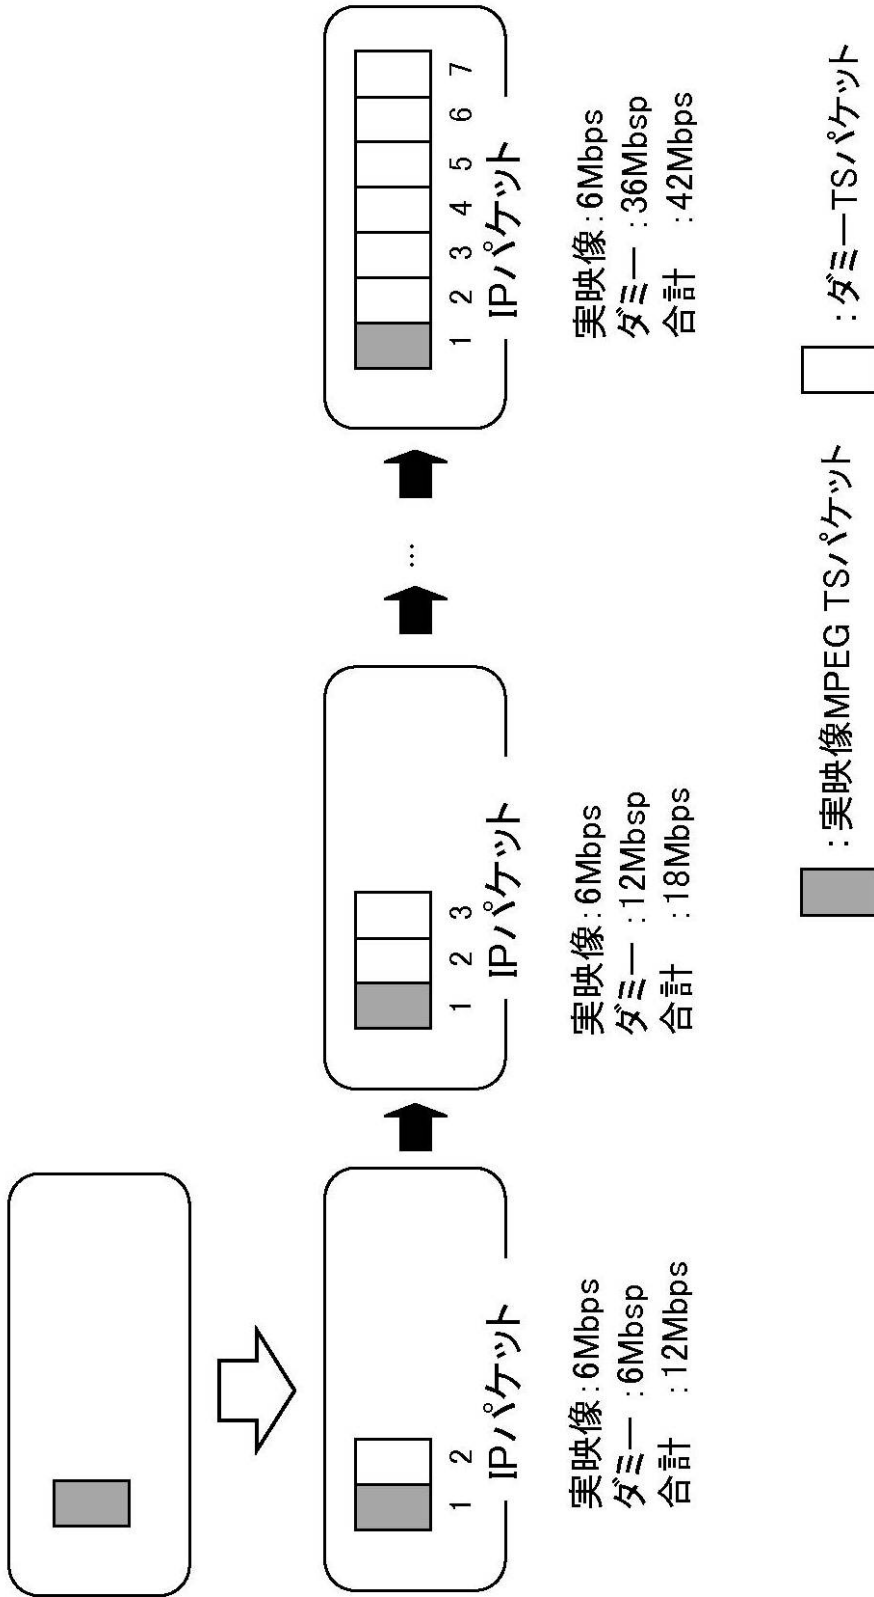 1 2
IPパケット
実映像:6Mbps
ダミー :6Mbsp
合計 :12Mbps
1 2 3
IPパケット
実映像:6Mbps
ダミー :12Mbsp
合計 :18Mbps
…
1 2 3 4 5 6 7
IPパケット
実映像:6Mbps
ダミー :36Mbsp
合計 :42Mbps
:実映像MPEG TSパケット
:ダミーTSパケット